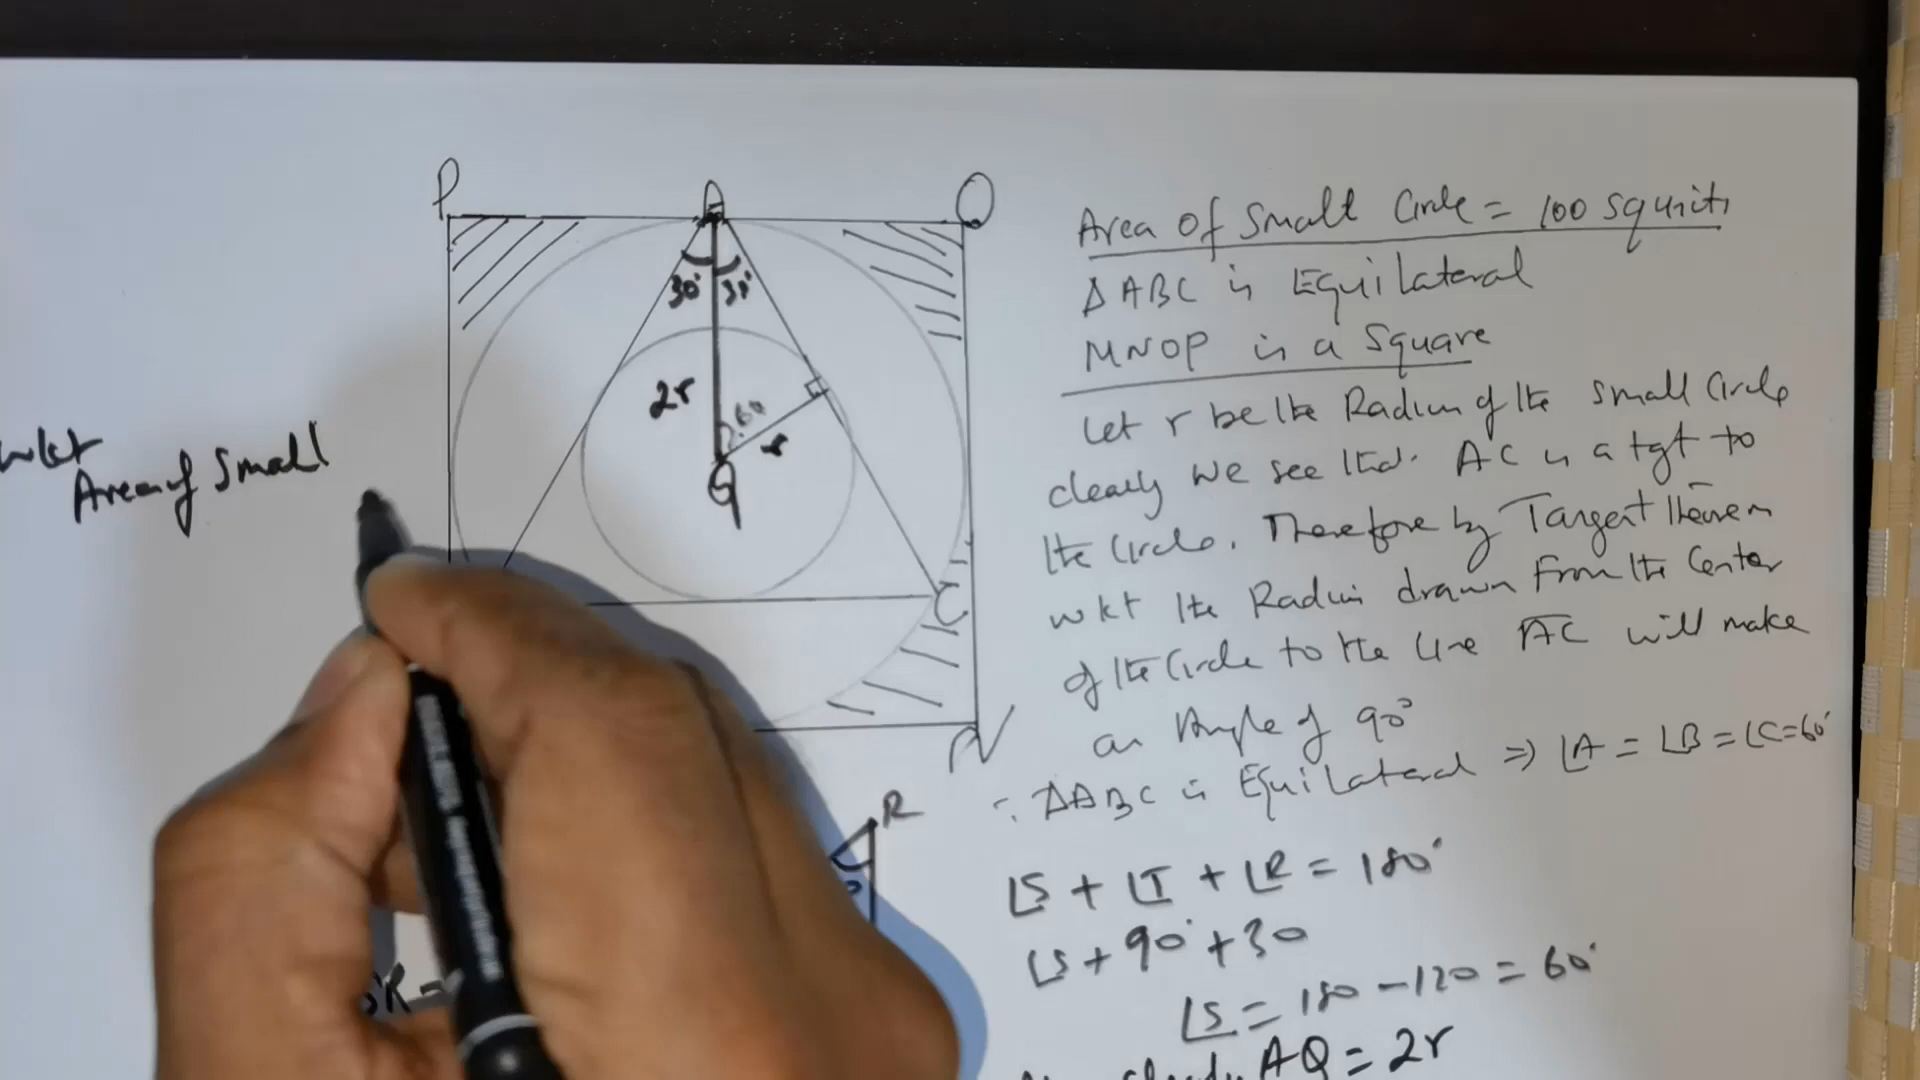 P A O
30° 30°
2r 60 r
Q
C
N
R
wkt
Area of Small
Area of Small Circle = 100 squnits
Δ ABC is Equilateral
MNOP is a Square
Let r be the Radius of the small Circle
clearly we see that AC is a tgt to
the Circle. Therefore by Tangent theorem
wkt the Radius drawn from the Center
of the Circle to the line AC will make
an Angle of 90°
∴ ΔABC is Equilateral ⇒ ∠A = ∠B = ∠C = 60°
∠S + ∠T + ∠R = 180°
∠S + 90° + 30
∠S = 180 - 120 = 60°
AQ = 2r